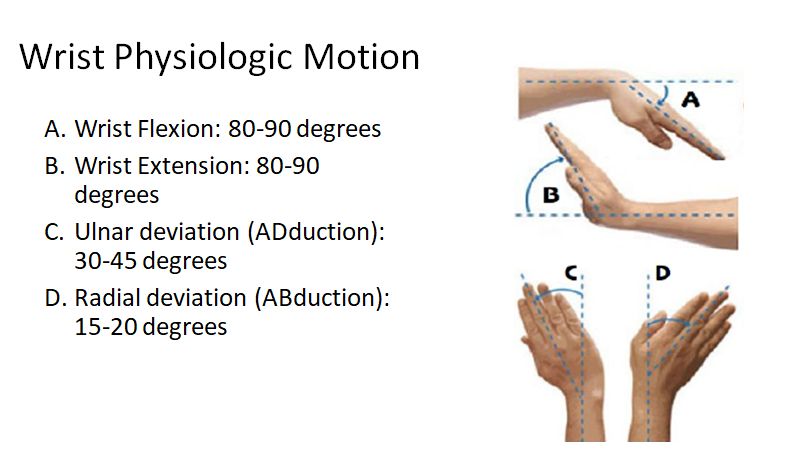 Wrist Physiologic Motion
A. Wrist Flexion: 80-90 degrees
B. Wrist Extension: 80-90
degrees
C. Ulnar deviation (ADduction):
30-45 degrees
D. Radial deviation (ABduction):
15-20 degrees
A
B
C D